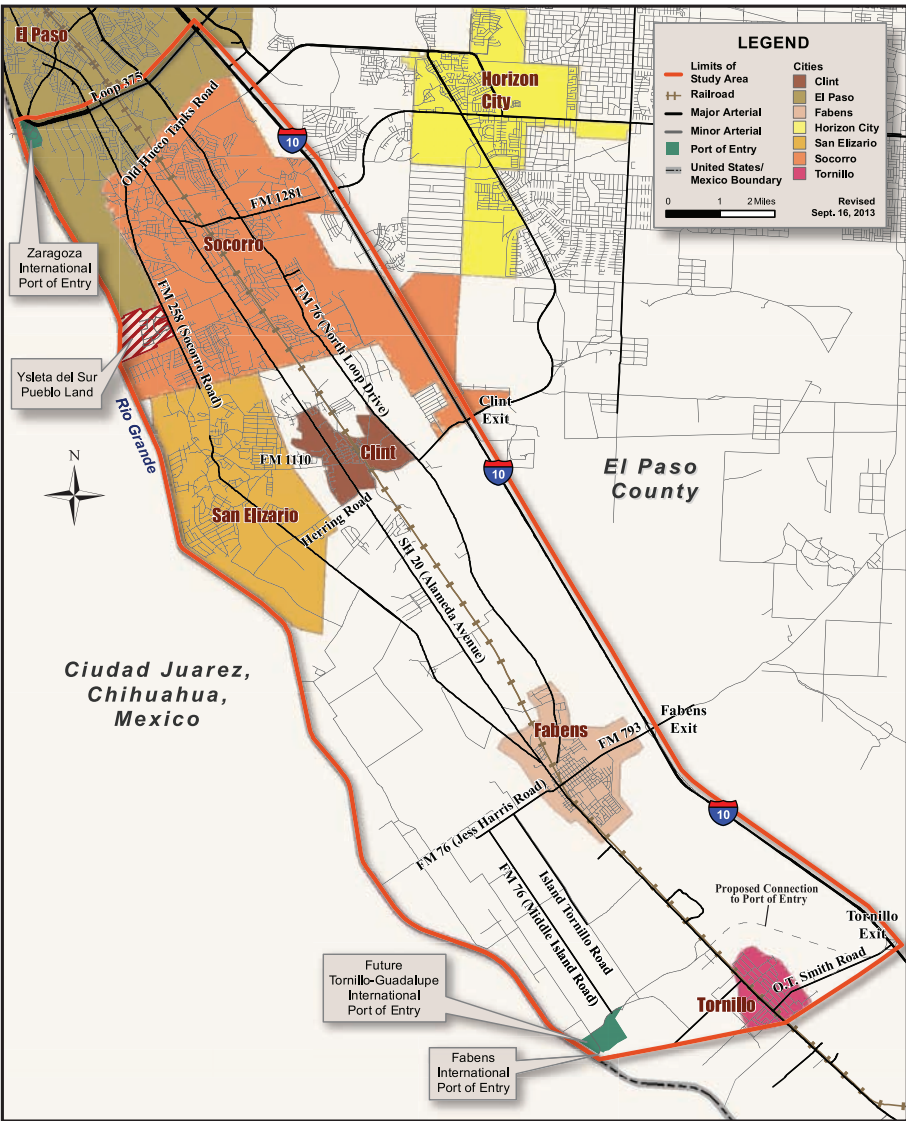 El Paso
Loop 375
Old Hueco Tanks Road
10
Horizon
City
LEGEND
Limits of
Study Area
Railroad
Major Arterial
Minor Arterial
Port of Entry
United States/
Mexico Boundary
Cities
Clint
El Paso
Fabens
Horizon City
San Elizario
Socorro
Tornillo
0 1 2 Miles
Revised
Sept. 16, 2013
FM 1281
Socorro
Zaragoza
International
Port of Entry
FM 258 (Socorro Road)
FM 76 (North Loop Drive)
Ysleta del Sur
Pueblo Land
Rio Grande
Clint
Exit
N
FM 1110
Clint
10
El Paso
County
San Elizario
Herring Road
SH 20 (Alameda Avenue)
Ciudad Juarez,
Chihuahua,
Mexico
Fabens
FM 793
Fabens
Exit
10
FM 76 (Jess Harris Road)
FM 76 (Middle Island Road)
Island Tornillo Road
Proposed Connection
to Port of Entry
Tornillo
Exit
O.T. Smith Road
Tornillo
Future
Tornillo-Guadalupe
International
Port of Entry
Fabens
International
Port of Entry